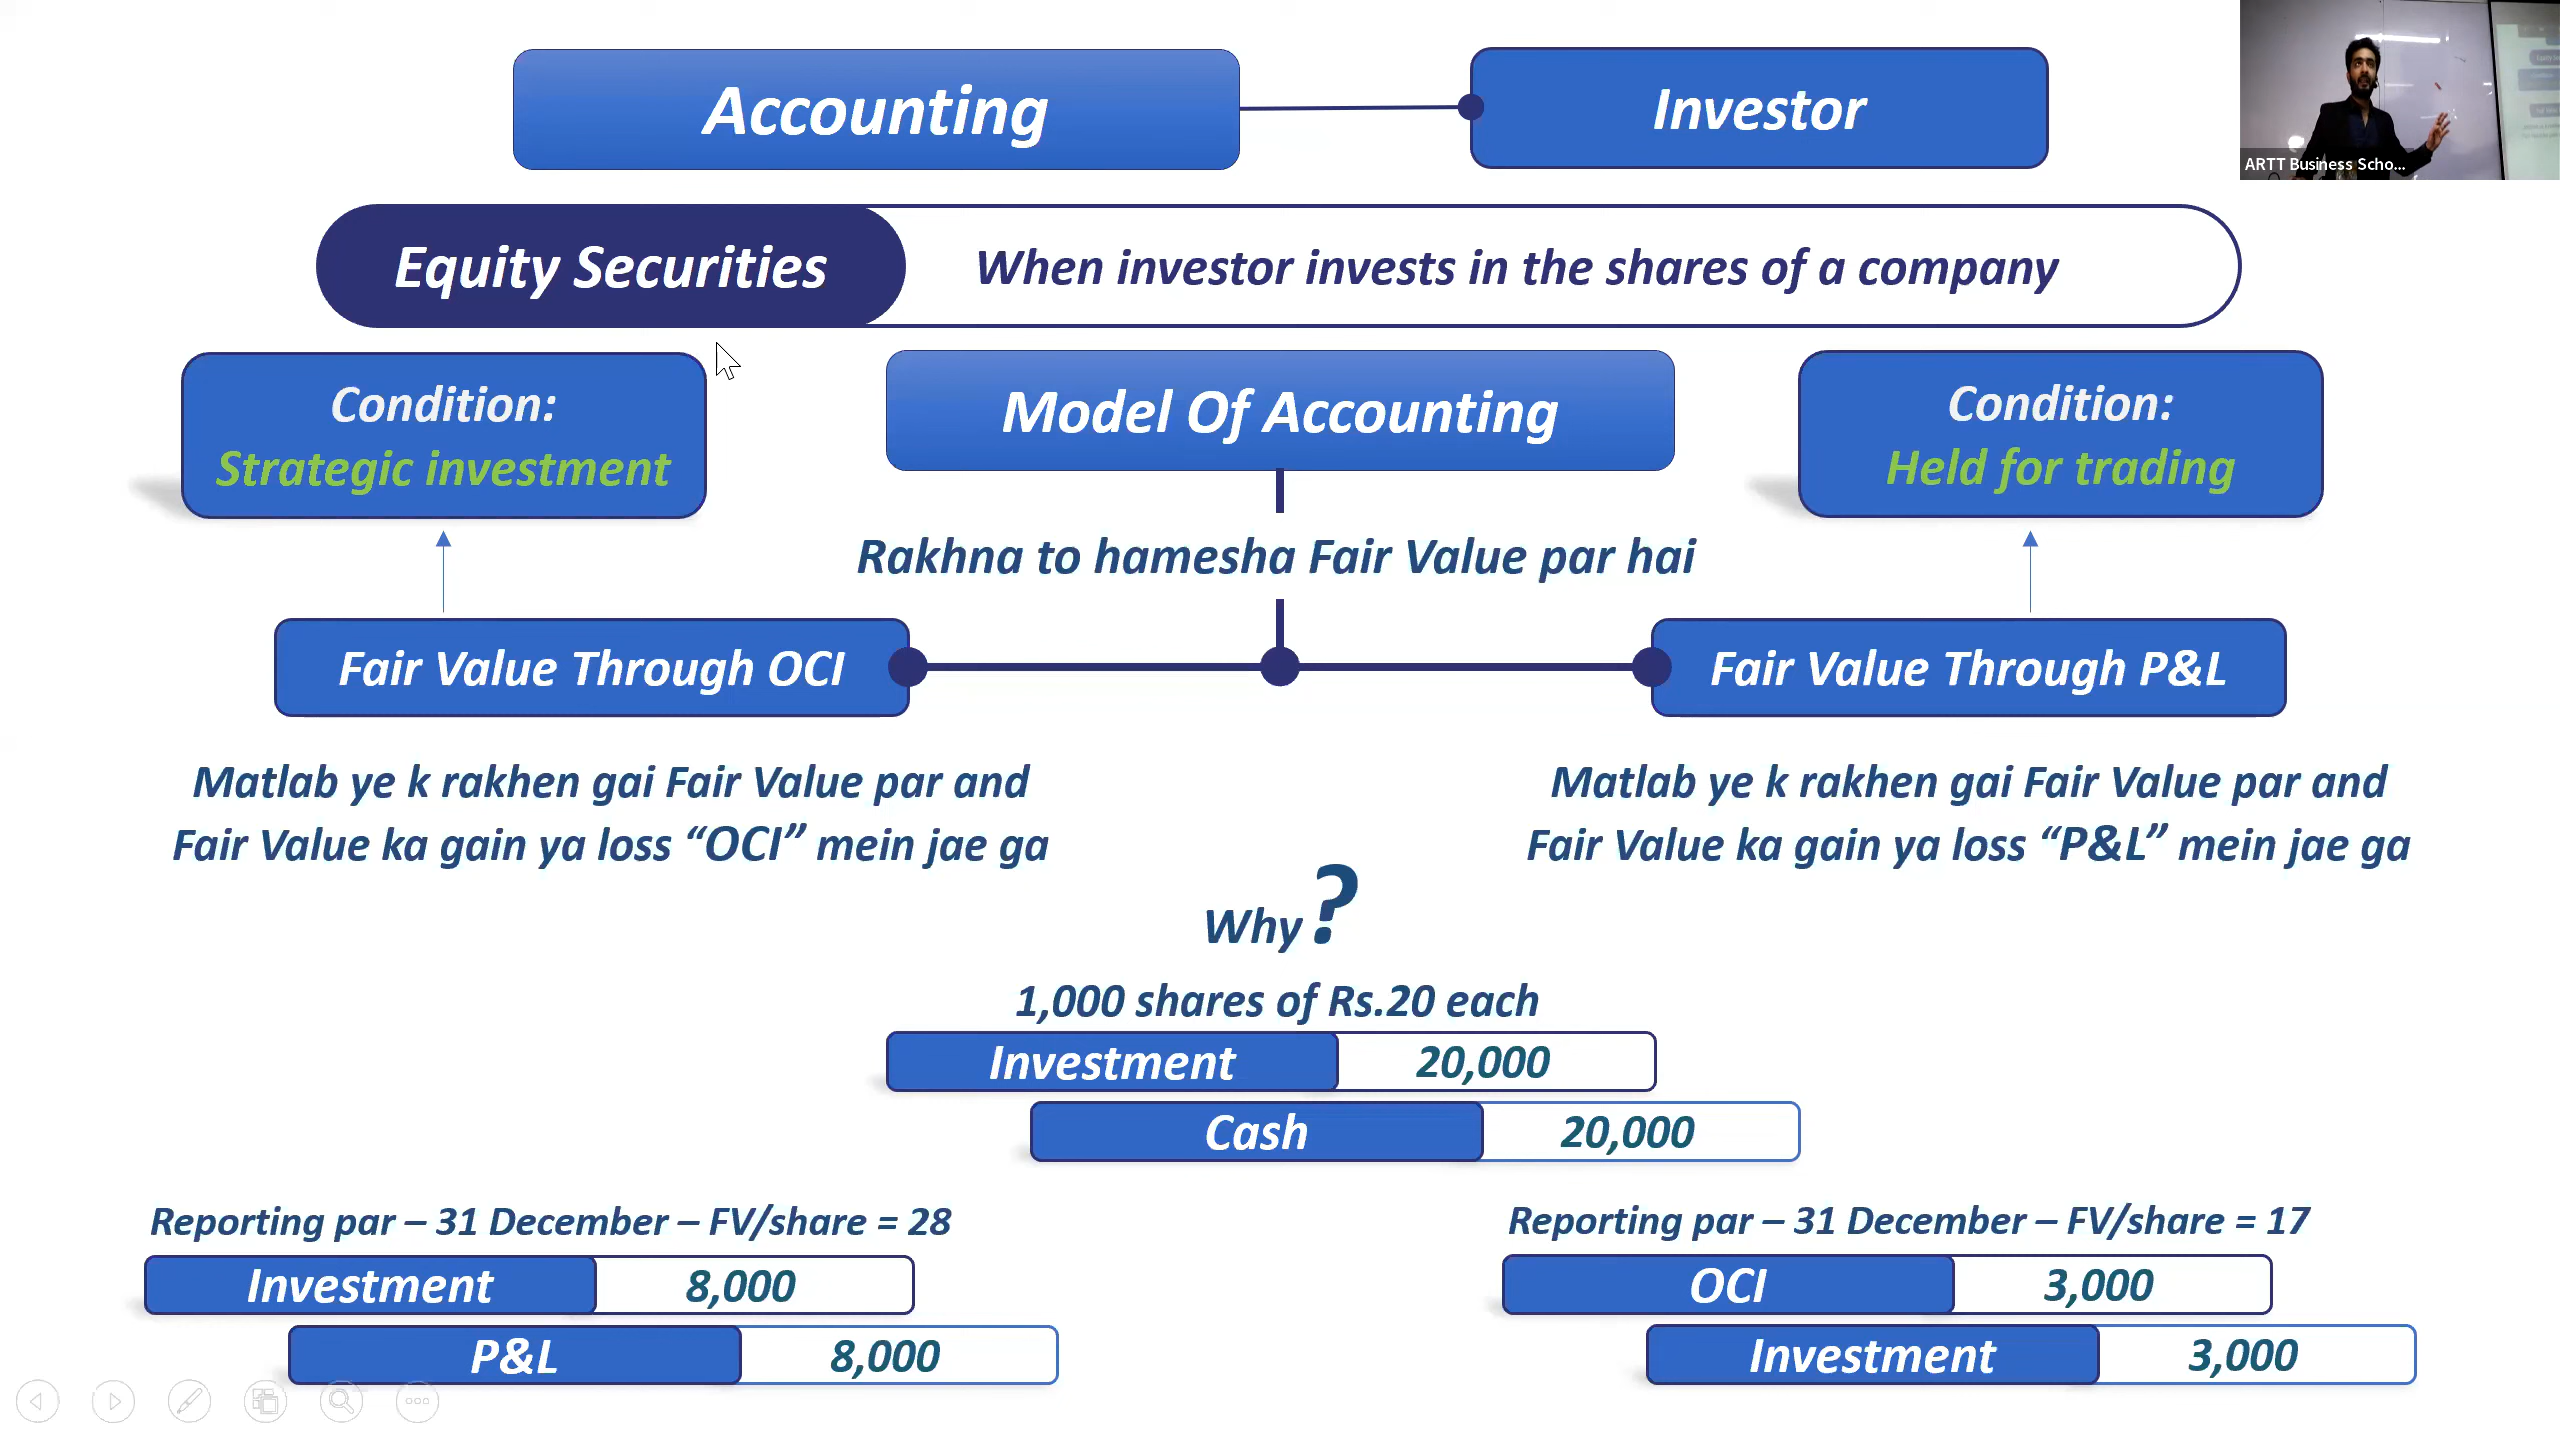 Accounting
Investor
ARTT Business Scho...
Equity Securities
When investor invests in the shares of a company
Condition:
Strategic investment
Model Of Accounting
Condition:
Held for trading
Rakhna to hamesha Fair Value par hai
Fair Value Through OCI
Fair Value Through P&L
Matlab ye k rakhen gai Fair Value par and
Fair Value ka gain ya loss “OCI” mein jae ga
Matlab ye k rakhen gai Fair Value par and
Fair Value ka gain ya loss “P&L” mein jae ga
Why?
1,000 shares of Rs.20 each
Investment 20,000
Cash 20,000
Reporting par – 31 December – FV/share = 28
Investment 8,000
P&L 8,000
Reporting par – 31 December – FV/share = 17
OCI 3,000
Investment 3,000